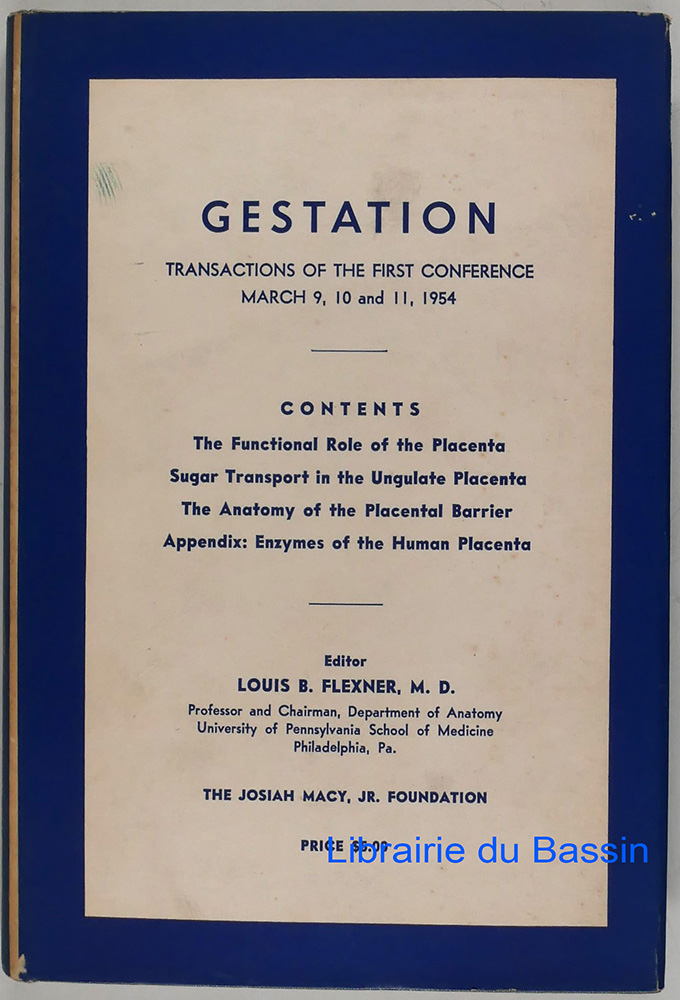 GESTATION
TRANSACTIONS OF THE FIRST CONFERENCE
MARCH 9, 10 and 11, 1954
CONTENTS
The Functional Role of the Placenta
Sugar Transport in the Ungulate Placenta
The Anatomy of the Placental Barrier
Appendix: Enzymes of the Human Placenta
Editor
LOUIS B. FLEXNER, M. D.
Professor and Chairman, Department of Anatomy
University of Pennsylvania School of Medicine
Philadelphia, Pa.
THE JOSIAH MACY, JR. FOUNDATION
PRICE $5.00
Librairie du Bassin